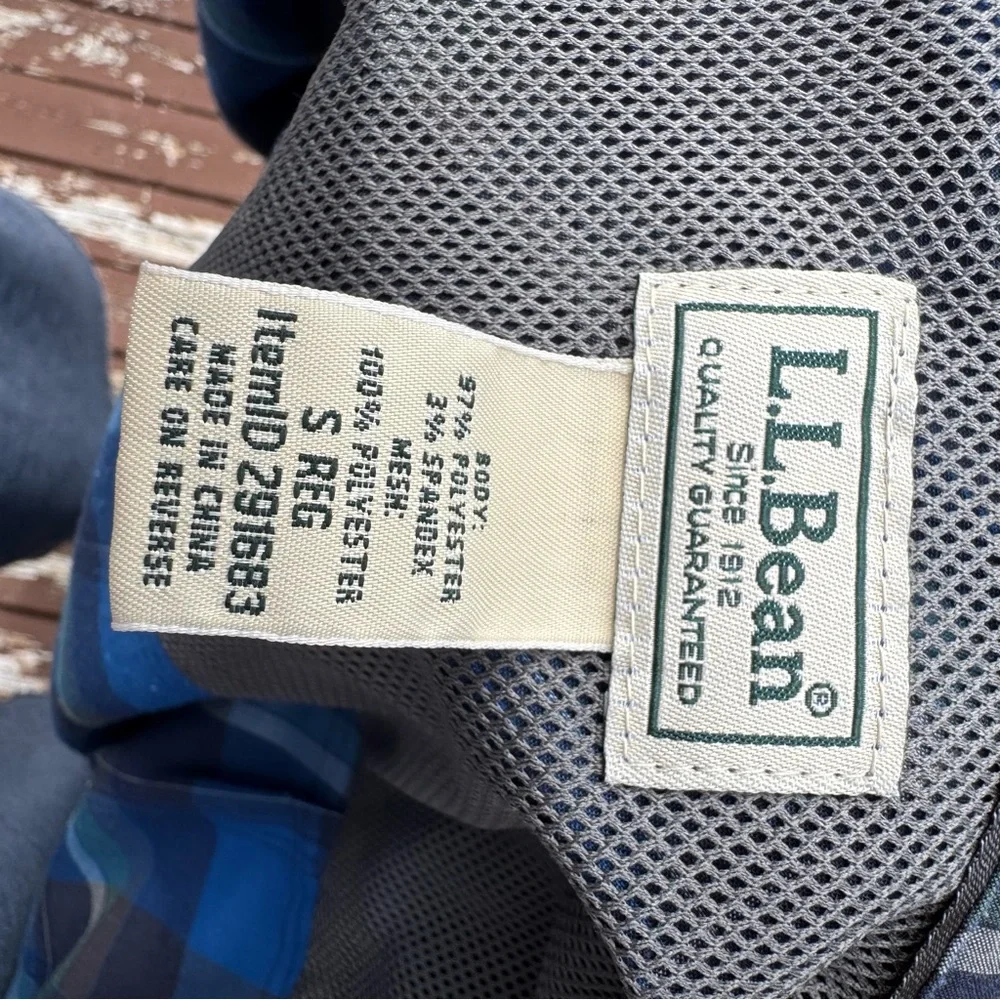 L.L.Bean®
Since 1912
QUALITY GUARANTEED
BODY:
97% POLYESTER
3% SPANDEX
MESH:
100% POLYESTER
S REG
ItemID 291683
MADE IN CHINA
CARE ON REVERSE